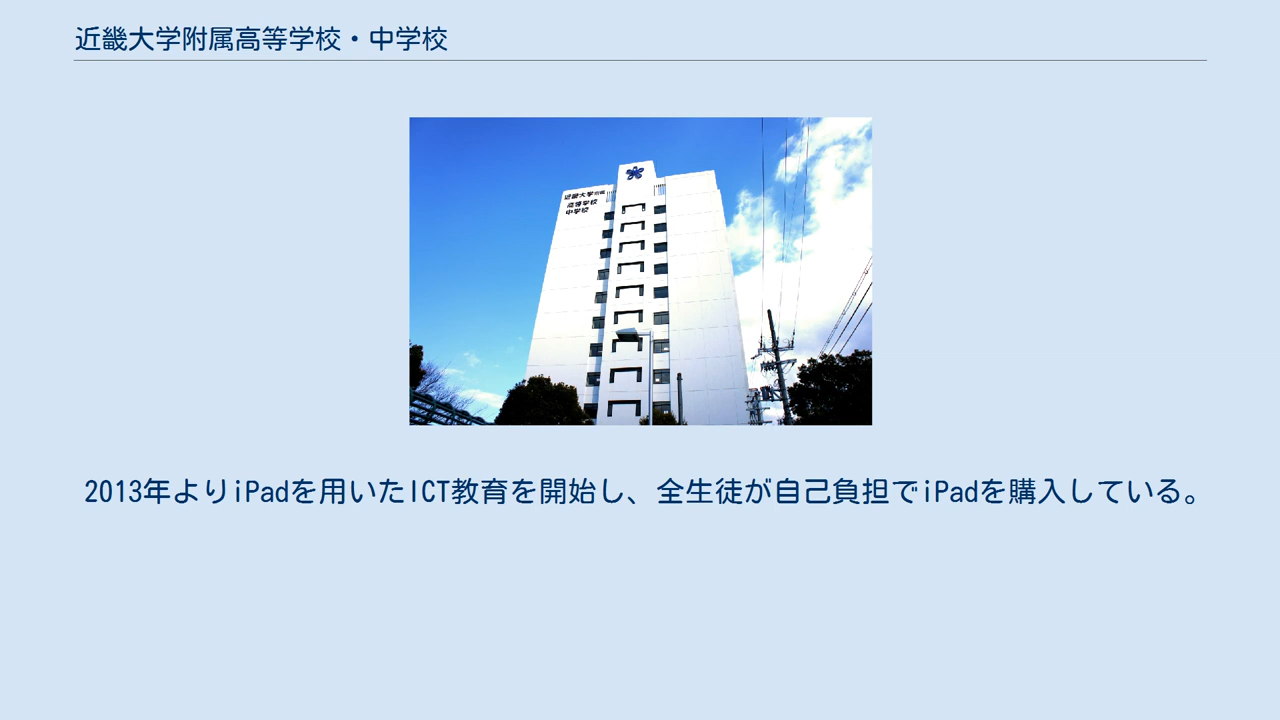 近畿大学附属高等学校・中学校
近畿大学附属
高等学校
中学校
2013年よりiPadを用いたICT教育を開始し、全生徒が自己負担でiPadを購入している。